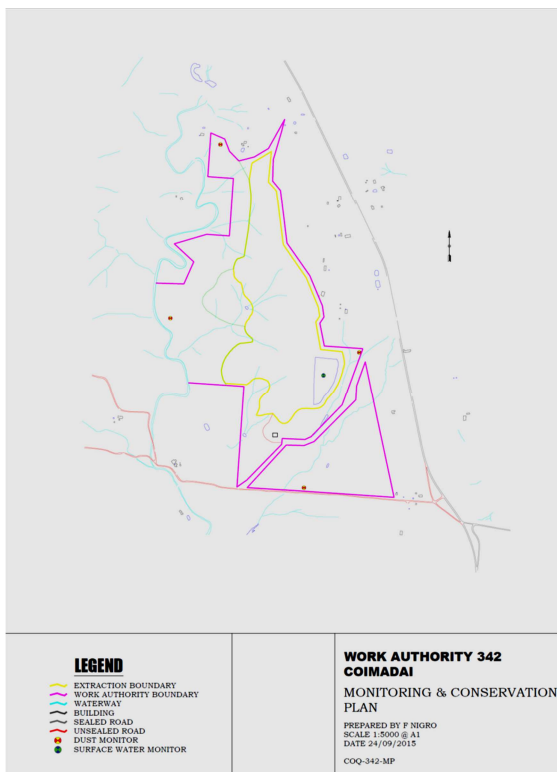 LEGEND
EXTRACTION BOUNDARY
WORK AUTHORITY BOUNDARY
WATERWAY
BUILDING
SEALED ROAD
UNSEALED ROAD
DUST MONITOR
SURFACE WATER MONITOR
WORK AUTHORITY 342
COIMADAI
MONITORING & CONSERVATION
PLAN
PREPARED BY F NIGRO
SCALE 1:5000 @ A1
DATE 24/09/2015
COQ-342-MP